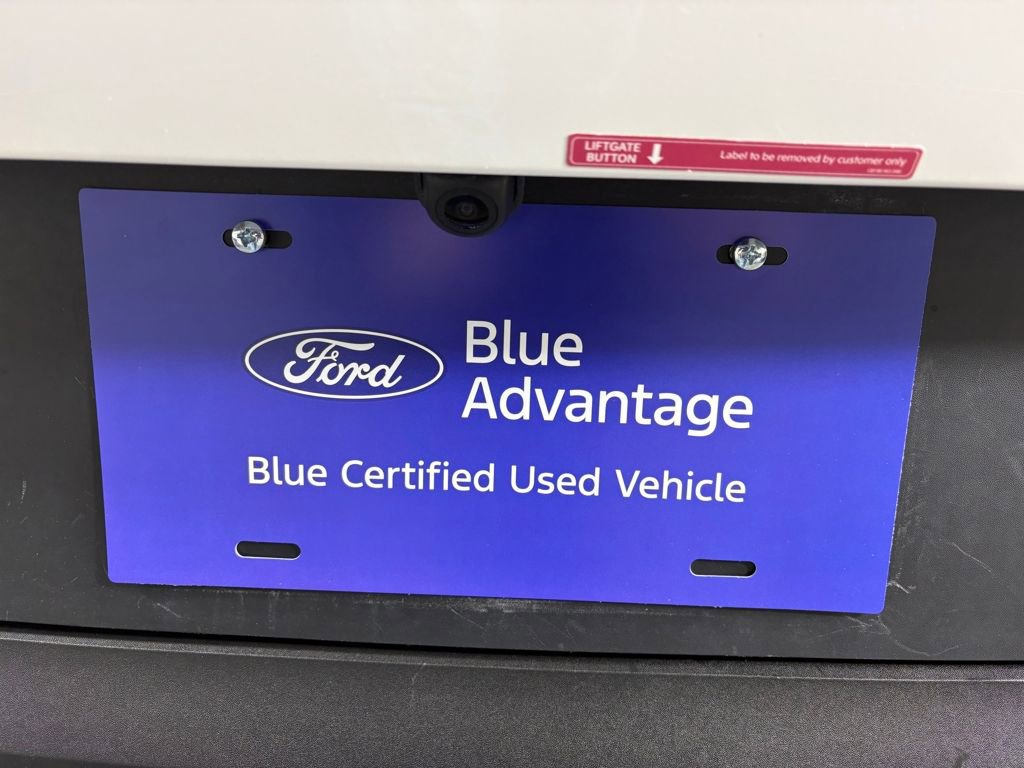 LIFTGATE
BUTTON
Label to be removed by customer only
Ford
Blue
Advantage
Blue Certified Used Vehicle